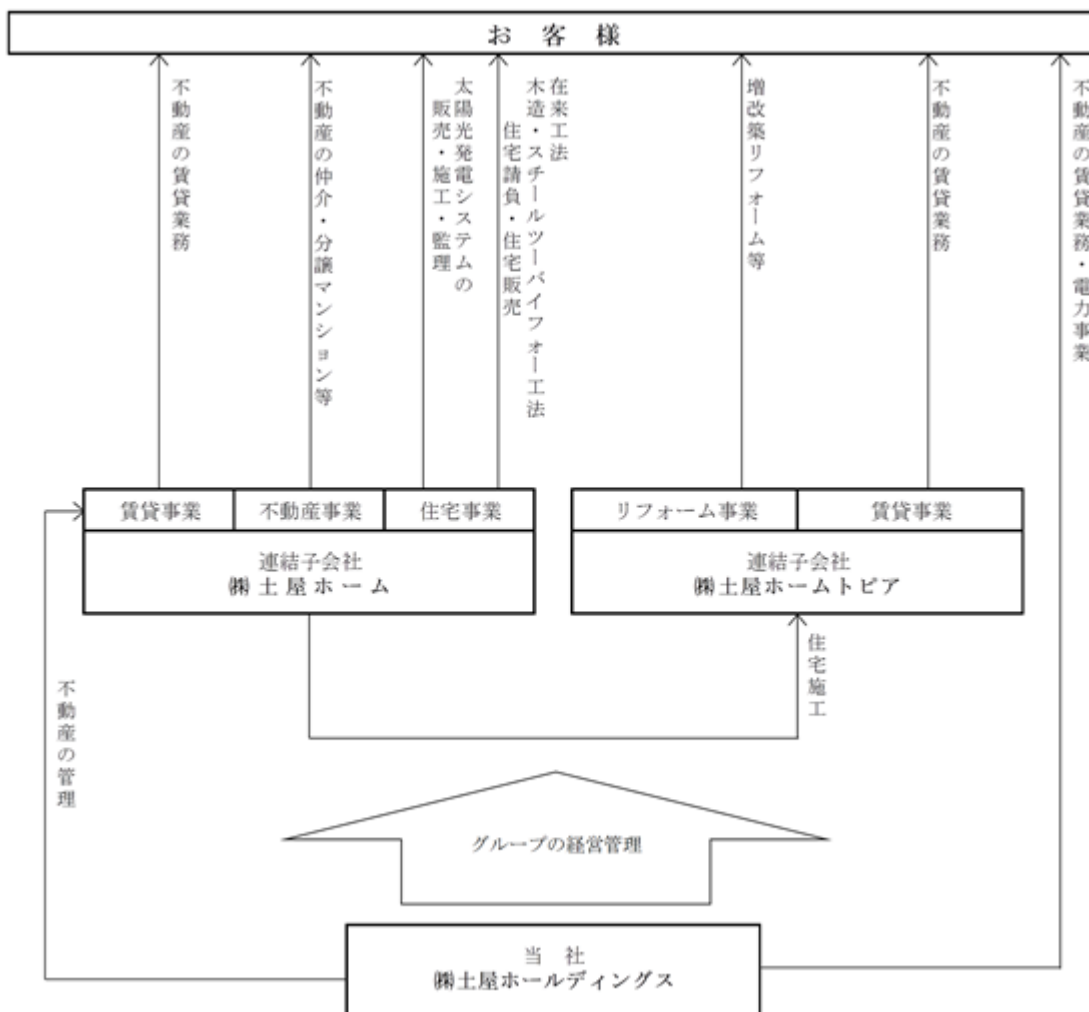 お客様
不動産の賃貸業務
不動産の仲介・分譲マンション等
太陽光発電システムの
販売・施工・監理
在来工法
木造・スチールツーバイフォー工法
住宅請負・住宅販売
増改築リフォーム等
不動産の賃貸業務
不動産の賃貸業務・電力事業
賃貸事業
不動産事業
住宅事業
連結子会社
㈱土屋ホーム
リフォーム事業
賃貸事業
連結子会社
㈱土屋ホームトピア
住宅施工
不動産の管理
グループの経営管理
当社
㈱土屋ホールディングス